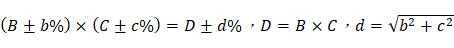 (B ± b%) × (C ± c%) = D ± d% ，D = B × C，d = √(b² + c²)